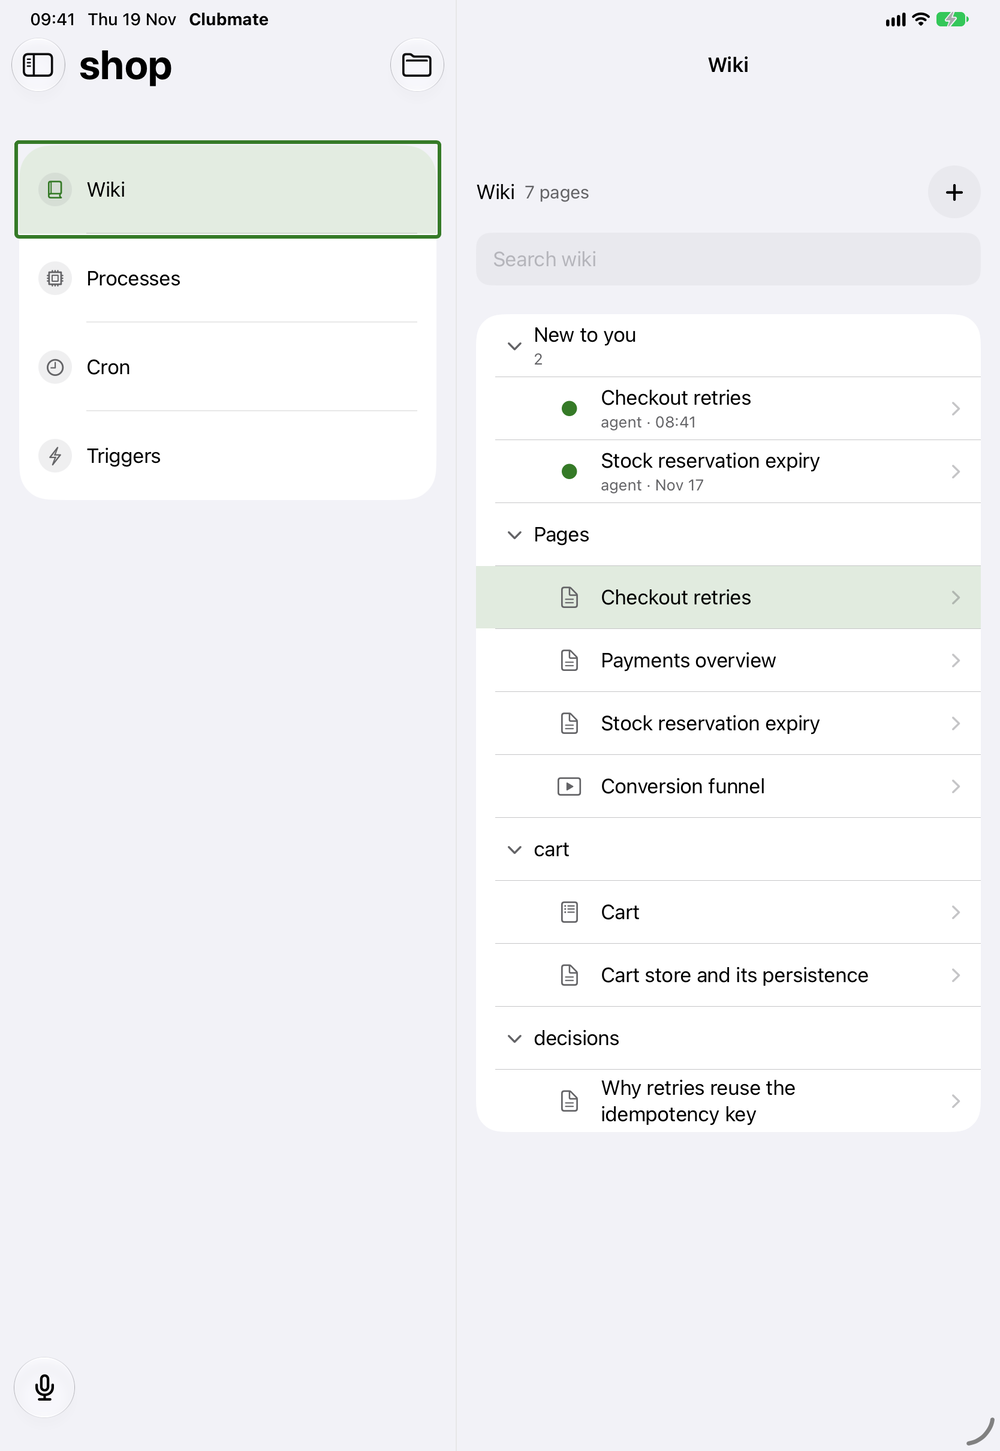 09:41 Thu 19 Nov Clubmate
shop
Wiki
Processes
Cron
Triggers
Wiki
Wiki 7 pages
Search wiki
New to you
2
Checkout retries
agent · 08:41
Stock reservation expiry
agent · Nov 17
Pages
Checkout retries
Payments overview
Stock reservation expiry
Conversion funnel
cart
Cart
Cart store and its persistence
decisions
Why retries reuse the
idempotency key